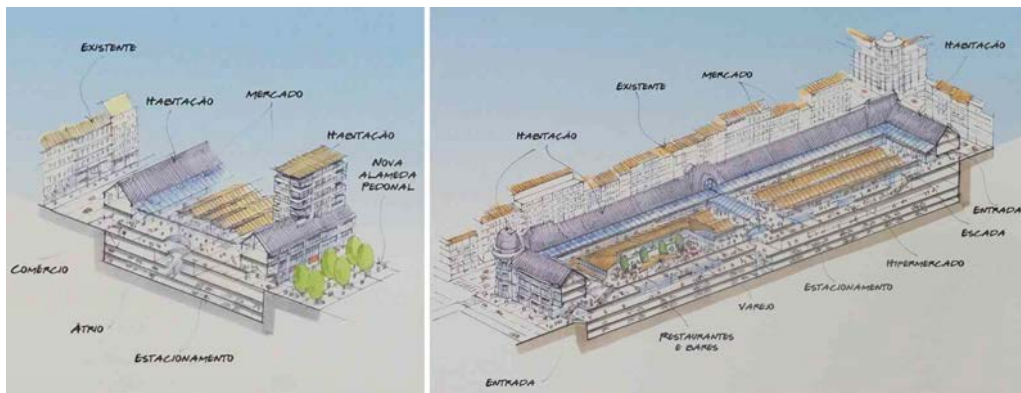 EXISTENTE
HABITAÇÃO
MERCADO
HABITAÇÃO
NOVA
ALAMEDA
PEDONAL
COMÉRCIO
ÁTRIO
ESTACIONAMENTO
HABITAÇÃO
MERCADO
EXISTENTE
HABITAÇÃO
ENTRADA
ESCADA
HIPERMERCADO
ESTACIONAMENTO
VAREJO
RESTAURANTES
E BARES
ENTRADA